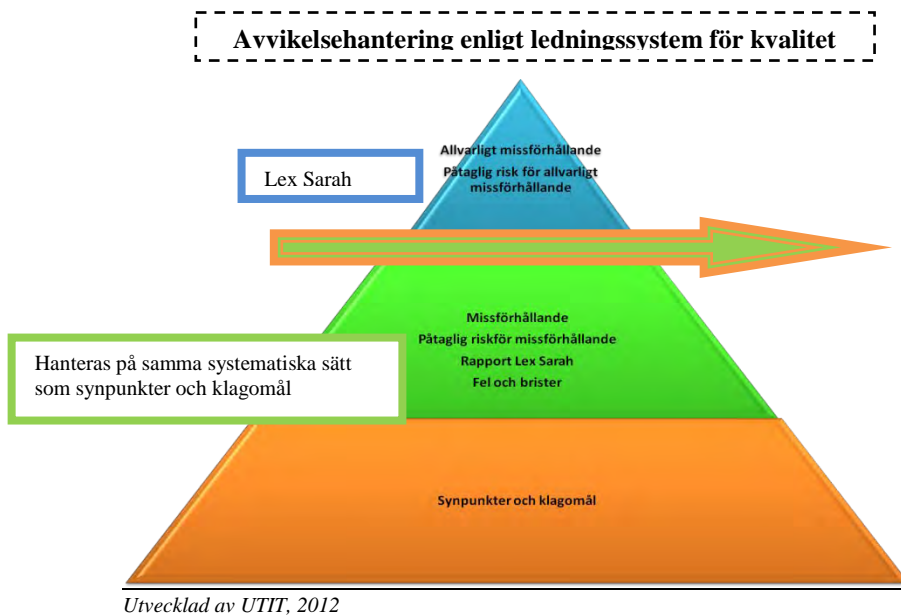 Avvikelsehantering enligt ledningssystem för kvalitet
Allvarligt missförhållande
Påtaglig risk för allvarligt
missförhållande
Lex Sarah
Missförhållande
Påtaglig riskför missförhållande
Rapport Lex Sarah
Fel och brister
Hanteras på samma systematiska sätt
som synpunkter och klagomål
Synpunkter och klagomål
Utvecklad av UTIT, 2012